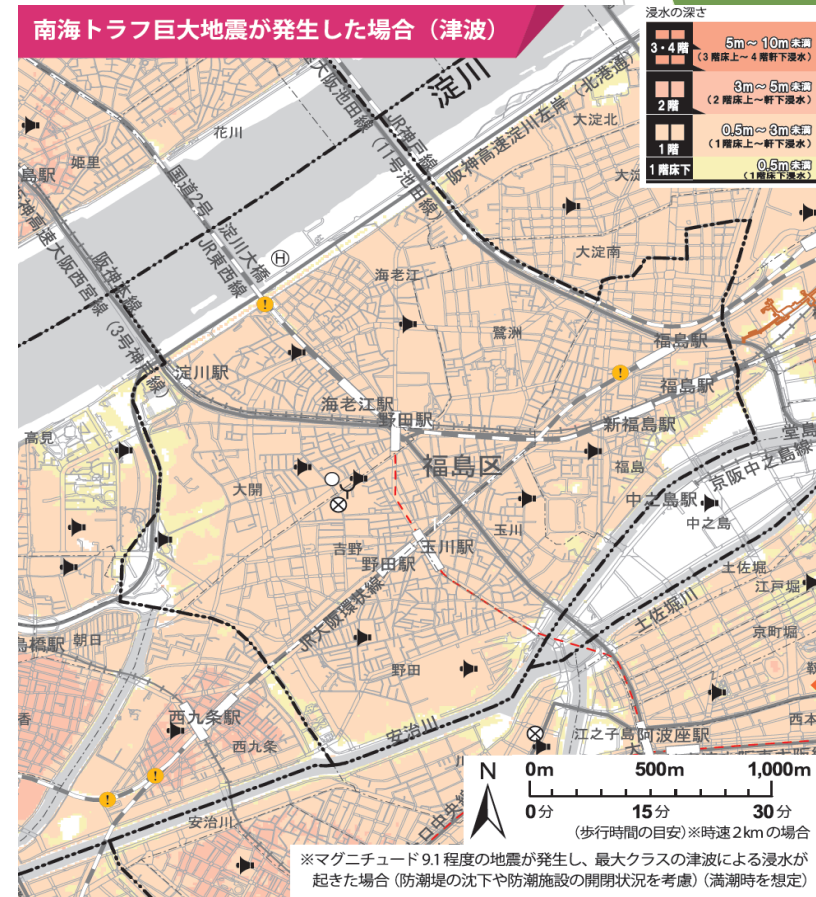 南海トラフ巨大地震が発生した場合（津波）
浸水の深さ
3・4階
5m～10m未満
（3階床上～4階軒下浸水）
2階
3m～5m未満
（2階床上～軒下浸水）
1階
0.5m～3m未満
（1階床上～軒下浸水）
1階床下
0.5m未満
（1階床下浸水）
淀川
大阪池田線（11号池田線）
JR神戸線
阪神高速淀川左岸（北港通）
大淀北
花川
姫里
島駅
国道2号 淀川大橋
JR東西線
阪神本線
阪神高速大阪西宮線（3号神戸線）
H
大淀南
海老江
鷺洲
福島駅
淀川駅
福島駅
海老江駅
野田駅
新福島駅
高見
福島区
堂島
京阪中之島線
大開
福島
中之島駅
中之島
吉野
玉川駅
玉川
野田駅
土佐堀
江戸堀
JR大阪環状線
土佐堀川
島橋駅
朝日
京町堀
野田
香
西九条駅
西九条
安治川
江之子島
阿波座駅
西本
安治川
N
0m 500m 1,000m
0分 15分 30分
（歩行時間の目安）※時速2kmの場合
※マグニチュード9.1程度の地震が発生し、最大クラスの津波による浸水が
起きた場合（防潮堤の沈下や防潮施設の開閉状況を考慮）（満潮時を想定）